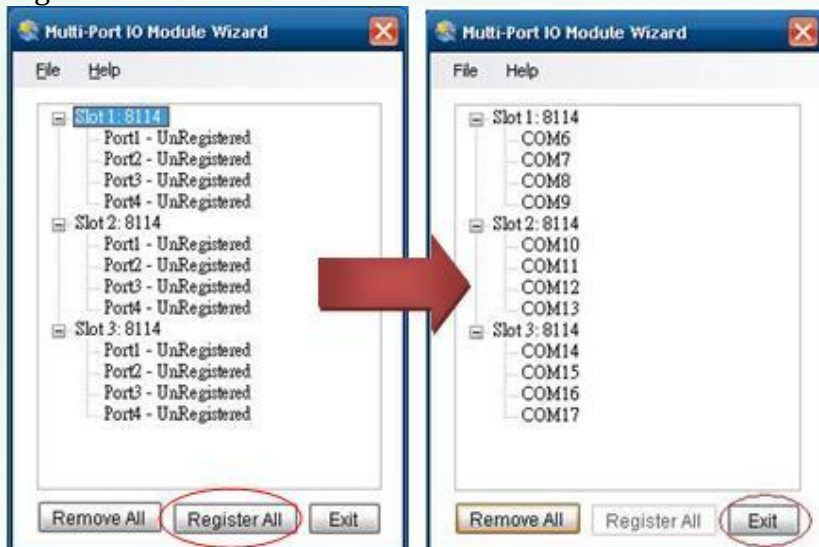 Multi-Port IO Module Wizard
File Help
Slot 1: 8114
Port1 - UnRegistered
Port2 - UnRegistered
Port3 - UnRegistered
Port4 - UnRegistered
Slot 2: 8114
Port1 - UnRegistered
Port2 - UnRegistered
Port3 - UnRegistered
Port4 - UnRegistered
Slot 3: 8114
Port1 - UnRegistered
Port2 - UnRegistered
Port3 - UnRegistered
Port4 - UnRegistered
Remove All Register All Exit
Multi-Port IO Module Wizard
File Help
Slot 1: 8114
COM6
COM7
COM8
COM9
Slot 2: 8114
COM10
COM11
COM12
COM13
Slot 3: 8114
COM14
COM15
COM16
COM17
Remove All Register All Exit